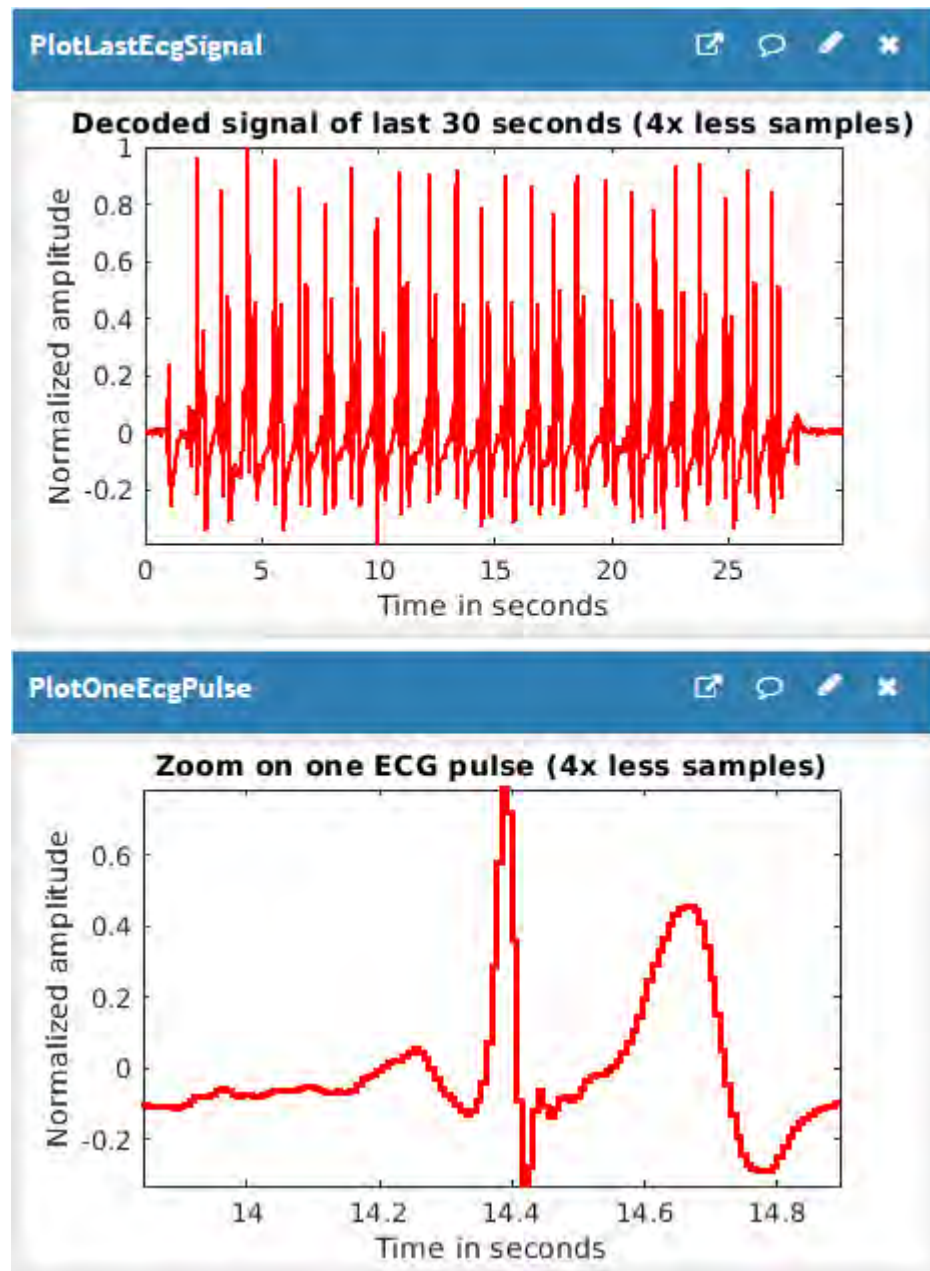 PlotLastEcgSignal
Decoded signal of last 30 seconds (4x less samples)
1
0.8
0.6
0.4
0.2
0
-0.2
Normalized amplitude
0 5 10 15 20 25
Time in seconds
PlotOneEcgPulse
Zoom on one ECG pulse (4x less samples)
0.6
0.4
0.2
0
-0.2
Normalized amplitude
14 14.2 14.4 14.6 14.8
Time in seconds